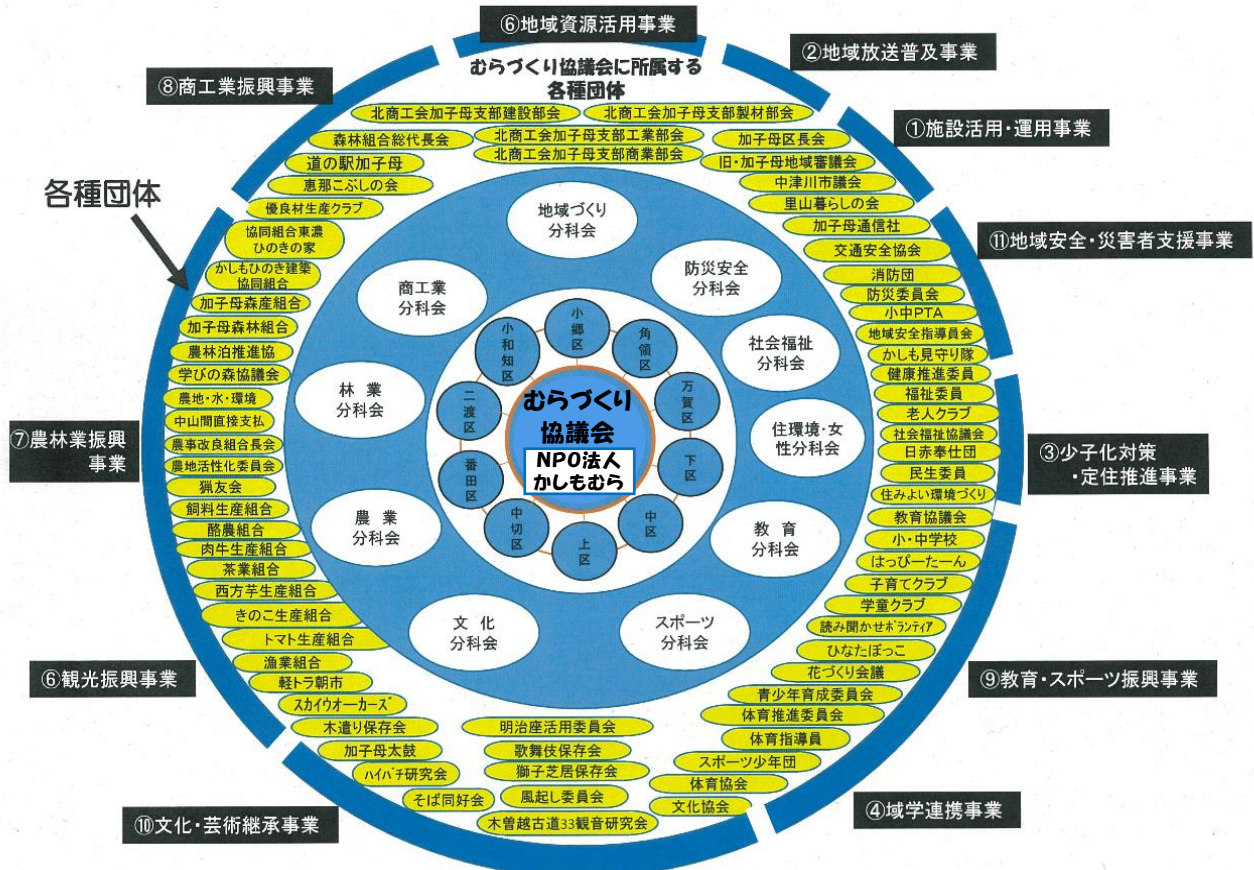 ⑥地域資源活用事業
②地域放送普及事業
⑧商工業振興事業
①施設活用・運用事業
むらづくり協議会に所属する
各種団体
各種団体
⑪地域安全・災害者支援事業
③少子化対策
・定住推進事業
⑨教育・スポーツ振興事業
④域学連携事業
⑩文化・芸術継承事業
⑥観光振興事業
⑦農林業振興
事業
北商工会加子母支部建設部会
北商工会加子母支部製材部会
森林組合総代長会
北商工会加子母支部工業部会
加子母区長会
道の駅加子母
北商工会加子母支部商業部会
旧・加子母地域審議会
恵那こぶしの会
中津川市議会
優良材生産クラブ
里山暮らしの会
協同組合東濃
ひのきの家
加子母通信社
交通安全協会
かしもひのき建築
協同組合
消防団
加子母森産組合
防災委員会
小中PTA
加子母森林組合
地域安全指導員会
農林泊推進協
かしも見守り隊
学びの森協議会
健康推進委員
農地・水・環境
福祉委員
中山間直接支払
老人クラブ
農事改良組合長会
社会福祉協議会
日赤奉仕団
農地活性化委員会
民生委員
猟友会
住みよい環境づくり
飼料生産組合
教育協議会
酪農組合
小・中学校
肉牛生産組合
はっぴーたーん
茶業組合
子育てクラブ
西方芋生産組合
学童クラブ
きのこ生産組合
読み聞かせボランティア
トマト生産組合
ひなたぼっこ
漁業組合
花づくり会議
軽トラ朝市
青少年育成委員会
スカイウオーカーズ
体育推進委員会
木遣り保存会
明治座活用委員会
体育指導員
加子母太鼓
歌舞伎保存会
スポーツ少年団
ハイバチ研究会
獅子芝居保存会
体育協会
そば同好会
風起し委員会
文化協会
木曽越古道33観音研究会
地域づくり
分科会
防災安全
分科会
社会福祉
分科会
住環境・女
性分科会
教 育
分科会
スポーツ
分科会
文 化
分科会
農 業
分科会
林 業
分科会
商工業
分科会
小郷区
角領区
万賀区
下区
中区
上区
中切区
番田区
二渡区
小和知区
むらづくり
協議会
NPO法人
かしもむら